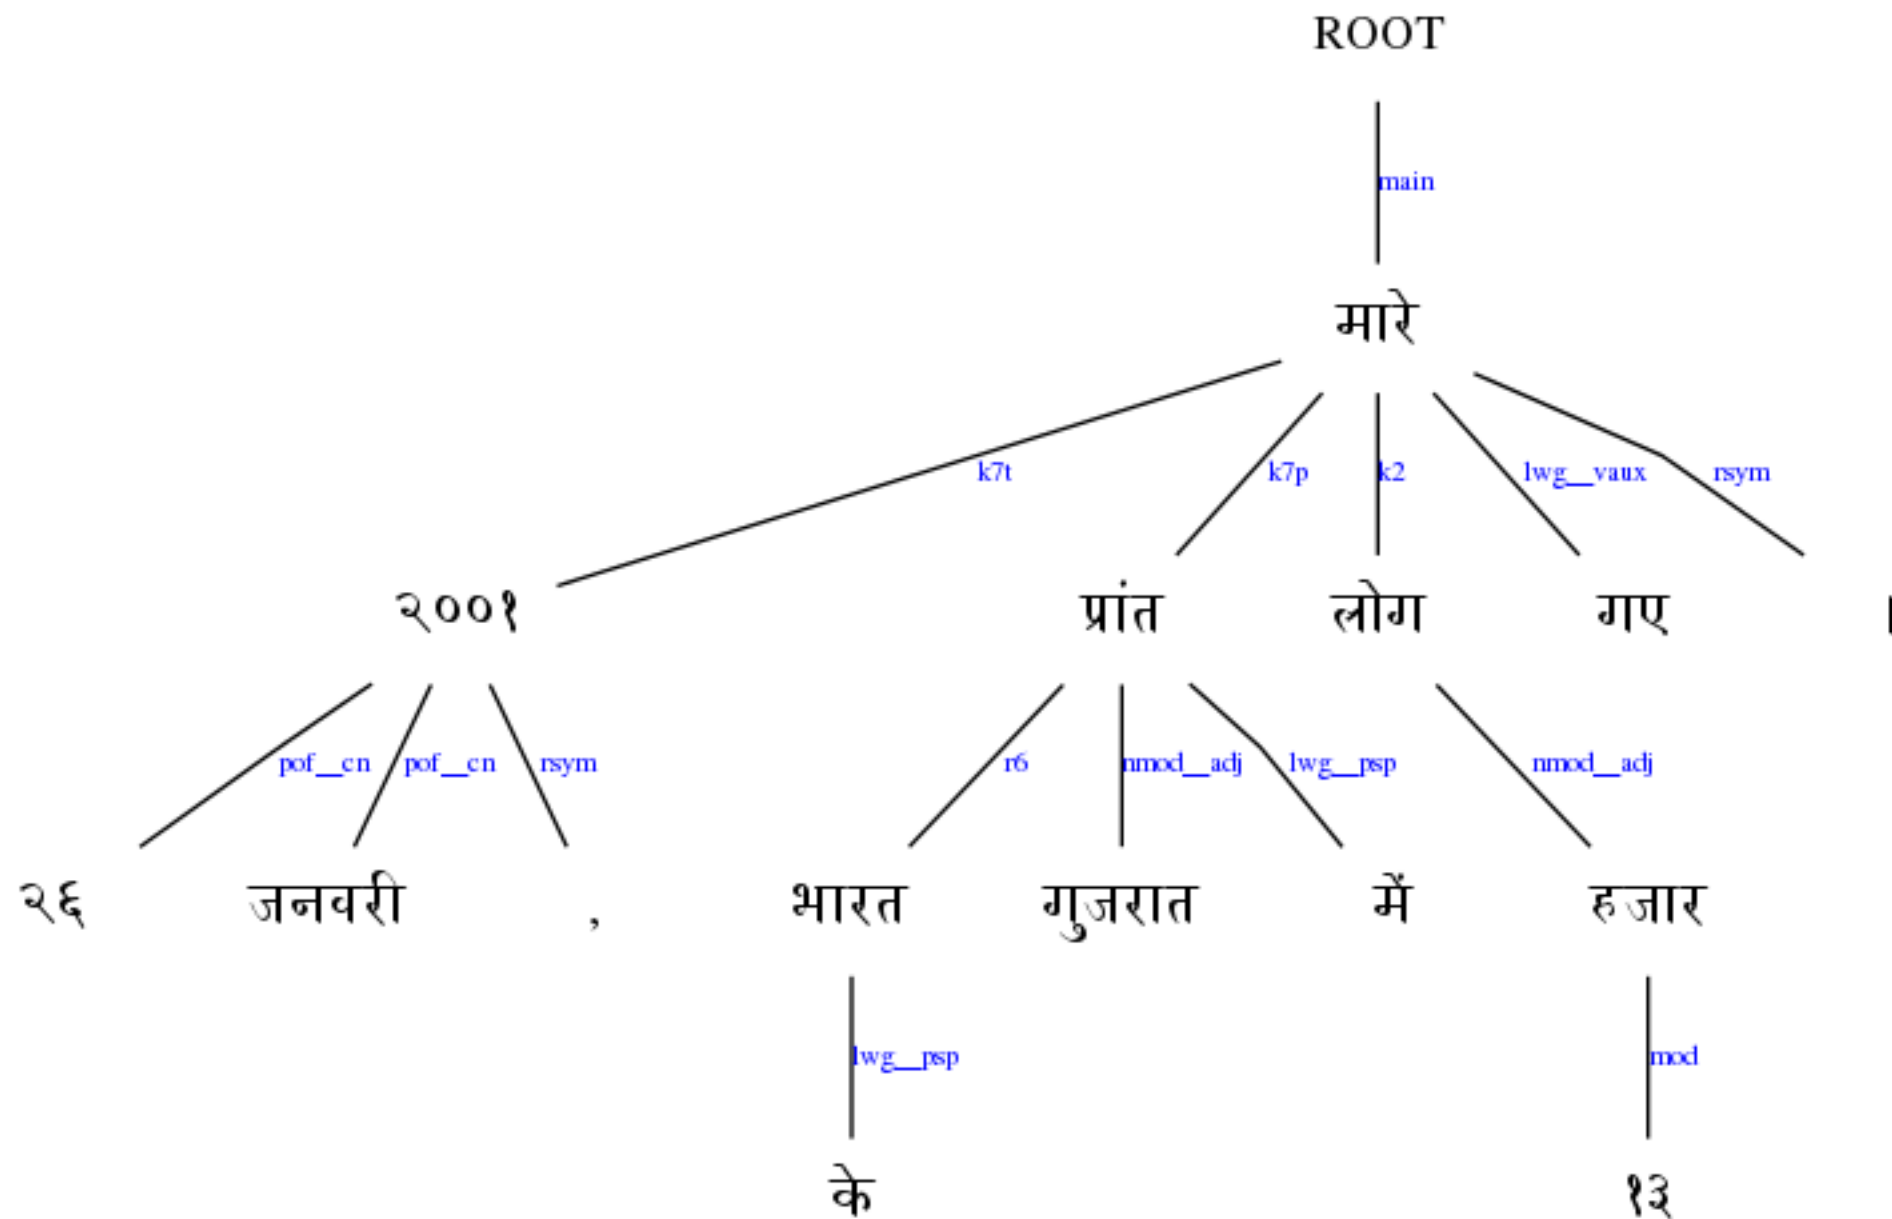 ROOT
main
मारे
k7t k7p k2 lwg__vaux rsym
२००१ प्रांत लोग गए ।
pof__cn pof__cn rsym r6 nmod__adj lwg__psp nmod__adj
२६ जनवरी , भारत गुजरात में हजार
lwg__psp mod
के १३